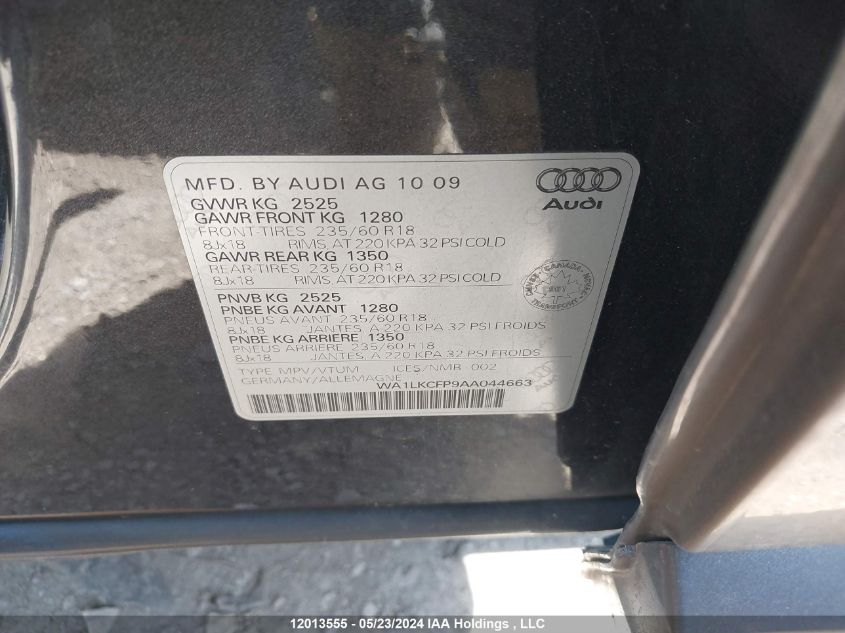 MFD. BY AUDI AG 10 09
Audi
GVWR KG 2525
GAWR FRONT KG 1280
FRONT-TIRES 235/60 R18
8Jx18 RIMS, AT 220 KPA 32 PSI COLD
GAWR REAR KG 1350
REAR-TIRES 235/60 R18
8Jx18 RIMS, AT 220 KPA 32 PSI COLD
CANADA
TRANSPORT
PNVB KG 2525
PNBE KG AVANT 1280
PNEUS AVANT 235/60 R18
8Jx18 JANTES, A 220 KPA 32 PSI FROIDS
PNBE KG ARRIERE 1350
PNEUS ARRIERE 235/60 R18
8Jx18 JANTES, A 220 KPA 32 PSI FROIDS
TYPE MPV/VTUM ICES/NMB 002
GERMANY/ALLEMAGNE WA1LKCFP9AA044663
12013555 - 05/23/2024 IAA Holdings , LLC